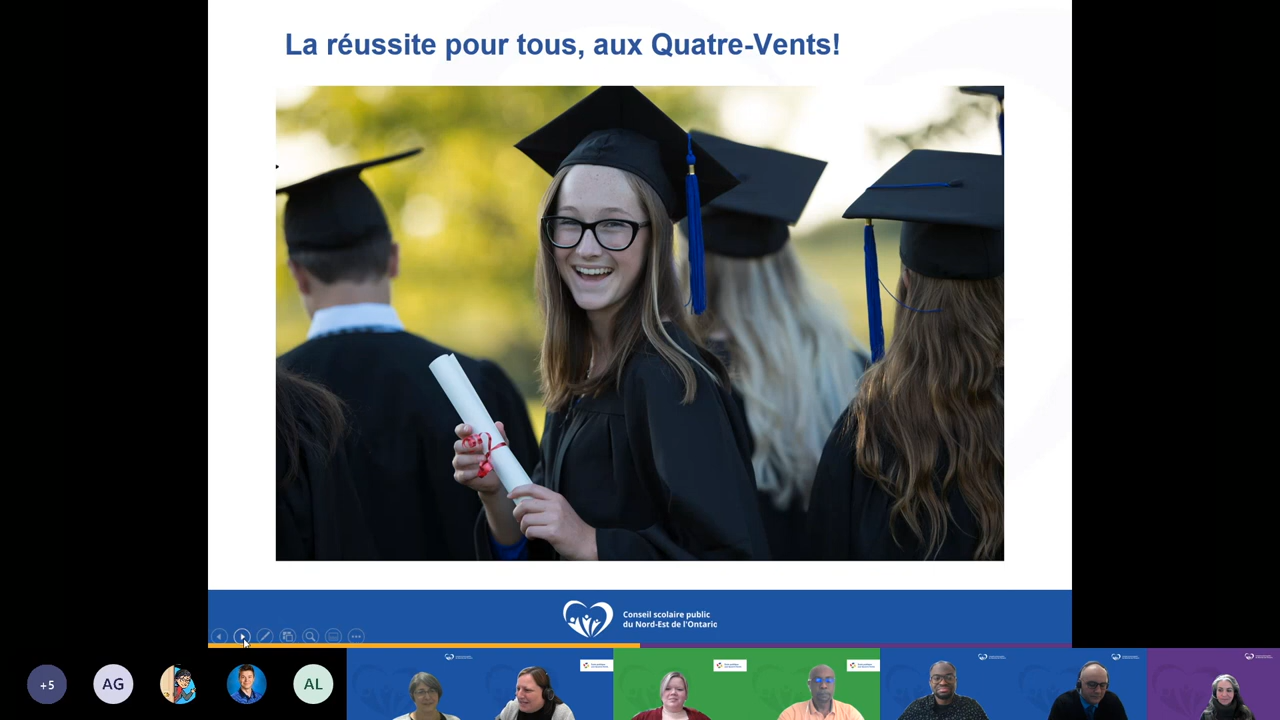 La réussite pour tous, aux Quatre-Vents!
Conseil scolaire public
du Nord-Est de l'Ontario
+5
AG
AL